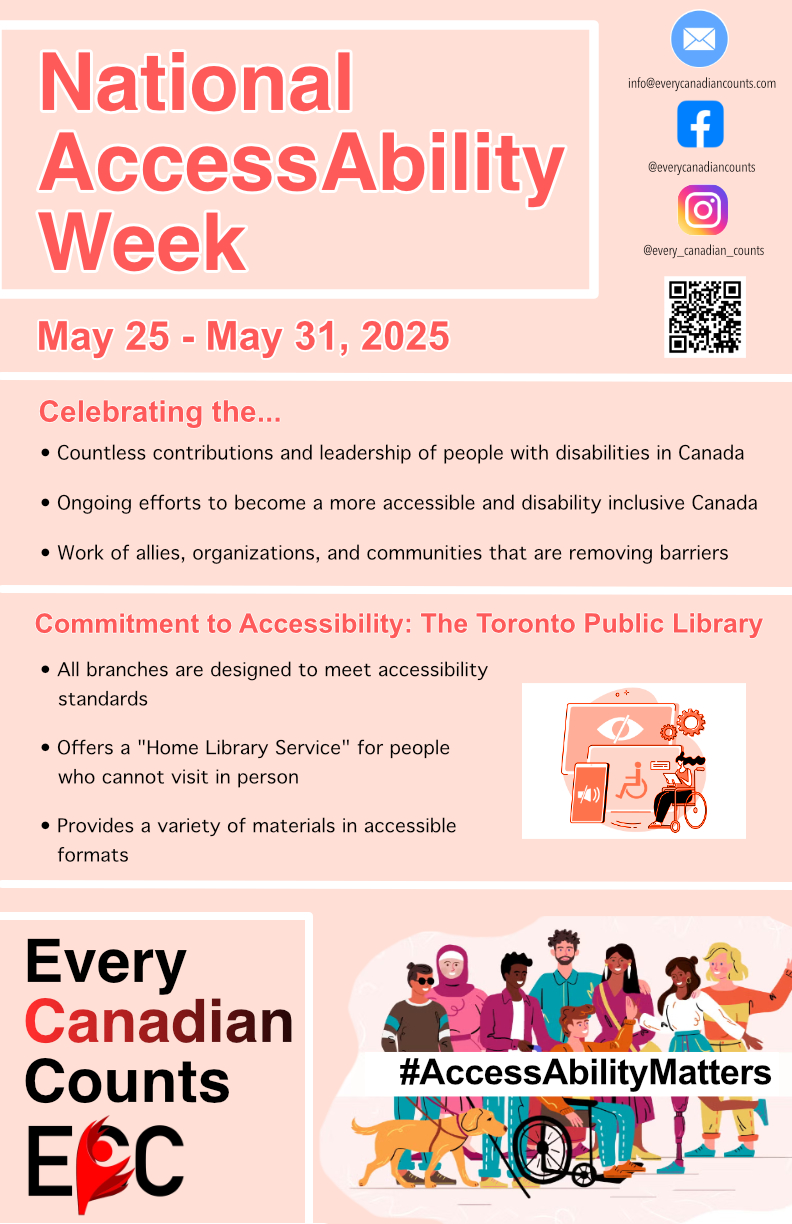 National
AccessAbility
Week
info@everycanadiancounts.com
@everycanadiancounts
@every_canadian_counts
May 25 - May 31, 2025
Celebrating the...
• Countless contributions and leadership of people with disabilities in Canada
• Ongoing efforts to become a more accessible and disability inclusive Canada
• Work of allies, organizations, and communities that are removing barriers
Commitment to Accessibility: The Toronto Public Library
• All branches are designed to meet accessibility
standards
• Offers a "Home Library Service" for people
who cannot visit in person
• Provides a variety of materials in accessible
formats
Every
Canadian
Counts
ECC
#AccessAbilityMatters